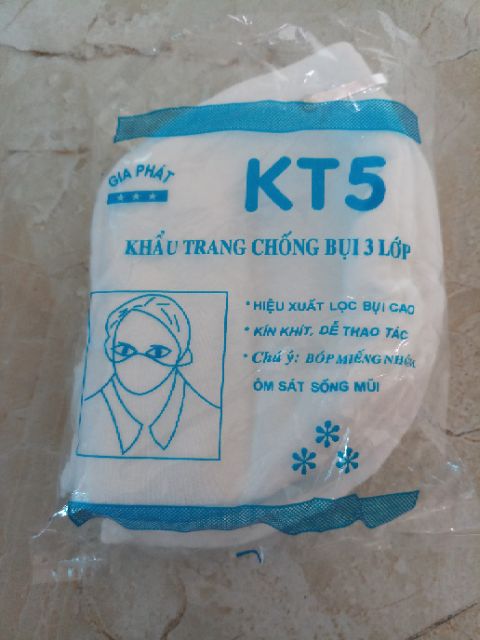 GIA PHÁT
KT5
KHẨU TRANG CHỐNG BỤI 3 LỚP
* HIỆU XUẤT LỌC BỤI CAO
* KÍN KHÍT, DỄ THAO TÁC
* Chú ý: BÓP MIẾNG NHÔM
ÔM SÁT SỐNG MŨI